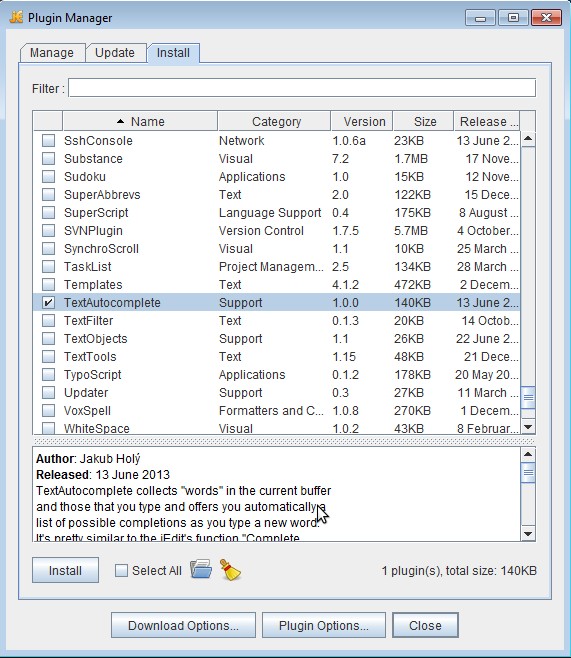 Plugin Manager
Manage Update Install
Filter :
Name Category Version Size Release ...
SshConsole Network 1.0.6a 23KB 13 June 2...
Substance Visual 7.2 1.7MB 17 Nove...
Sudoku Applications 1.0 15KB 12 Nove...
SuperAbbrevs Text 2.0 122KB 15 Dece...
SuperScript Language Support 0.4 175KB 8 August ...
SVNPlugin Version Control 1.7.5 5.7MB 4 October...
SynchroScroll Visual 1.1 10KB 25 March ...
TaskList Project Managem... 2.5 134KB 28 March ...
Templates Text 4.1.2 472KB 2 Decem...
TextAutocomplete Support 1.0.0 140KB 13 June 2...
TextFilter Text 0.1.3 20KB 14 Octob...
TextObjects Support 1.1 26KB 22 June 2...
TextTools Text 1.15 48KB 21 Dece...
TypoScript Applications 0.1.2 178KB 20 May 20...
Updater Support 0.3 27KB 11 March ...
VoxSpell Formatters and C... 1.0.8 270KB 1 Decem...
WhiteSpace Visual 1.0.2 43KB 8 Februar...
Author: Jakub Holý
Released: 13 June 2013
TextAutocomplete collects "words" in the current buffer
and those that you type and offers you automatically a
list of possible completions as you type a new word.
It's pretty similar to the jEdit's function "Complete
Install Select All 1 plugin(s), total size: 140KB
Download Options... Plugin Options... Close